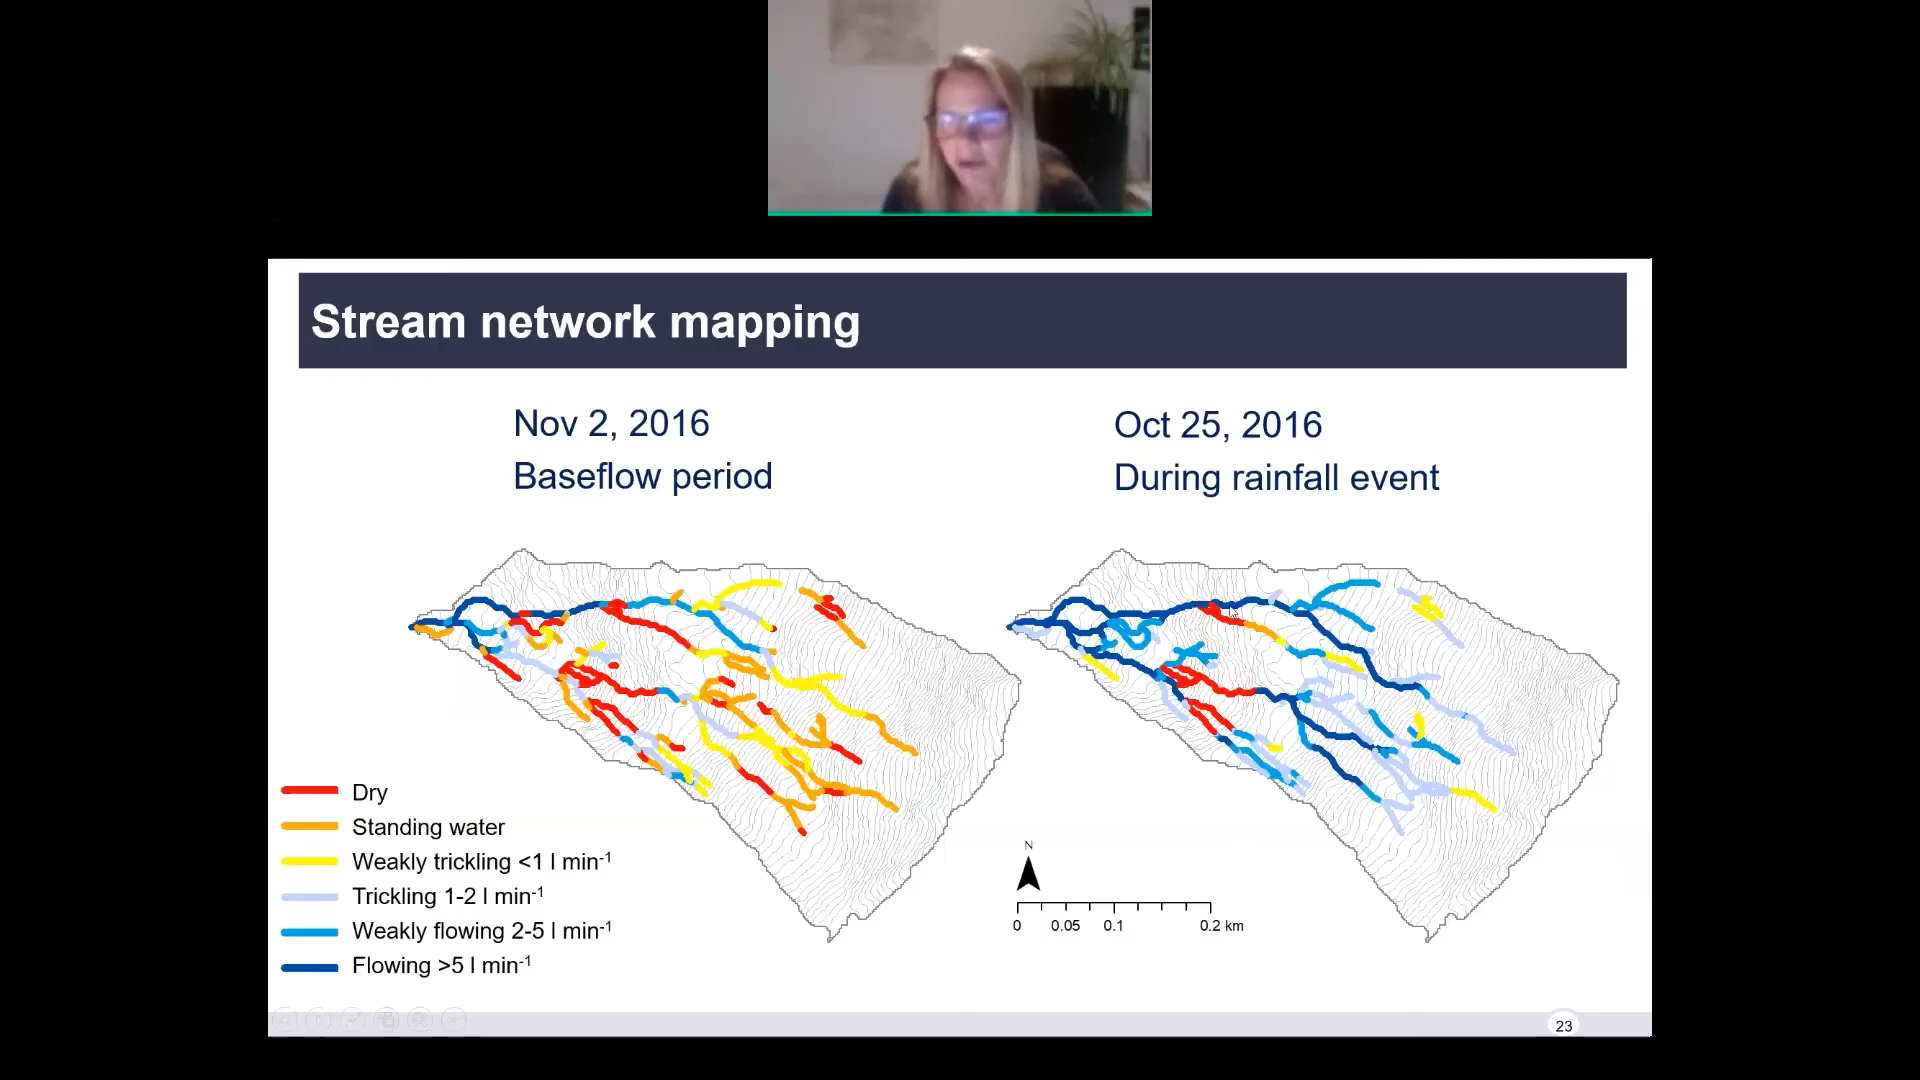 Stream network mapping
Nov 2, 2016
Baseflow period
Oct 25, 2016
During rainfall event
Dry
Standing water
Weakly trickling <1 l min⁻¹
Trickling 1-2 l min⁻¹
Weakly flowing 2-5 l min⁻¹
Flowing >5 l min⁻¹
N
0 0.05 0.1 0.2 km
23